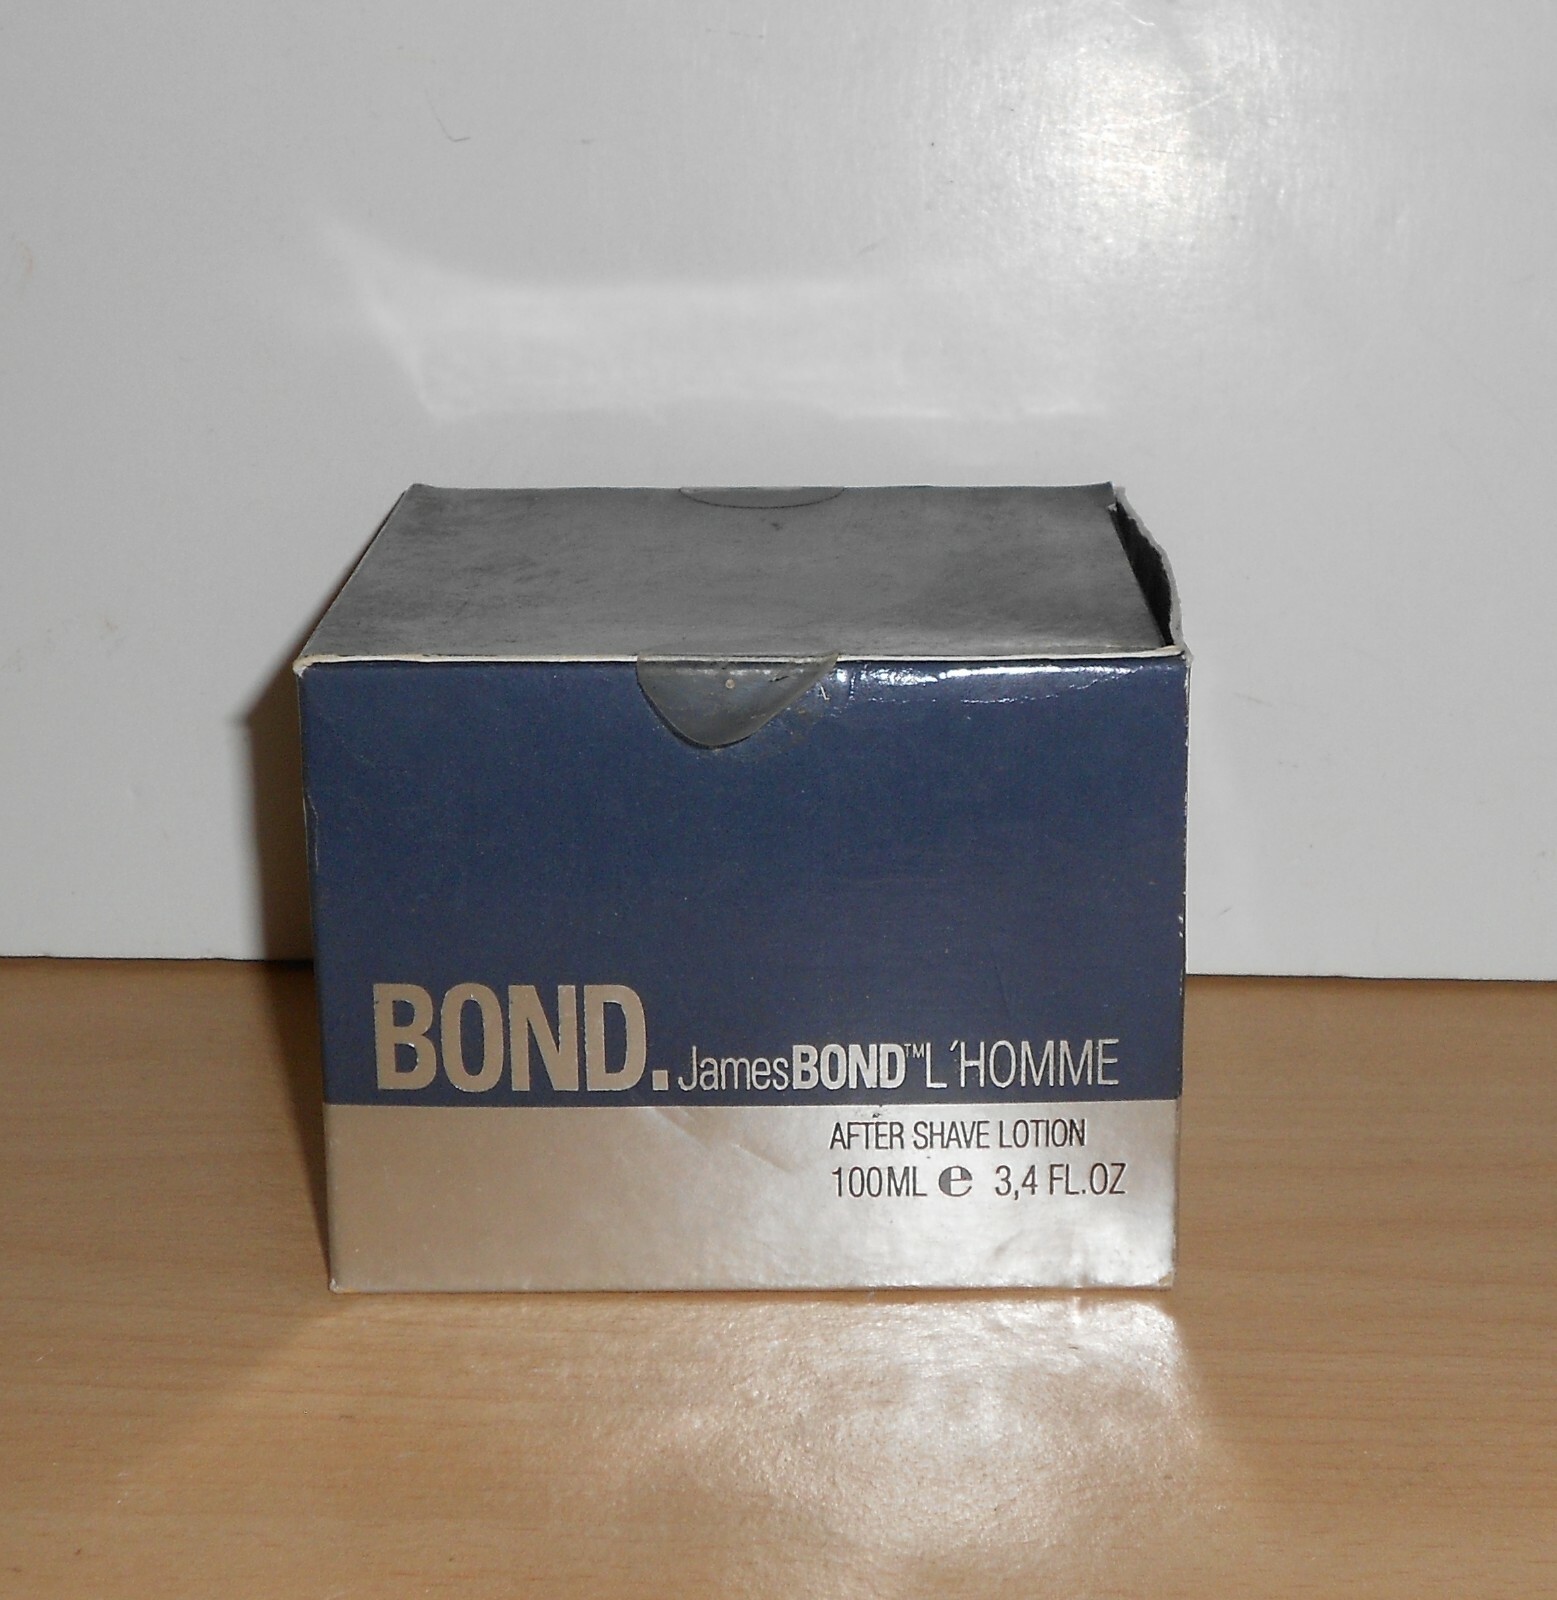 BOND. JamesBOND™L'HOMME
AFTER SHAVE LOTION
100ML ℮ 3,4 FL.OZ